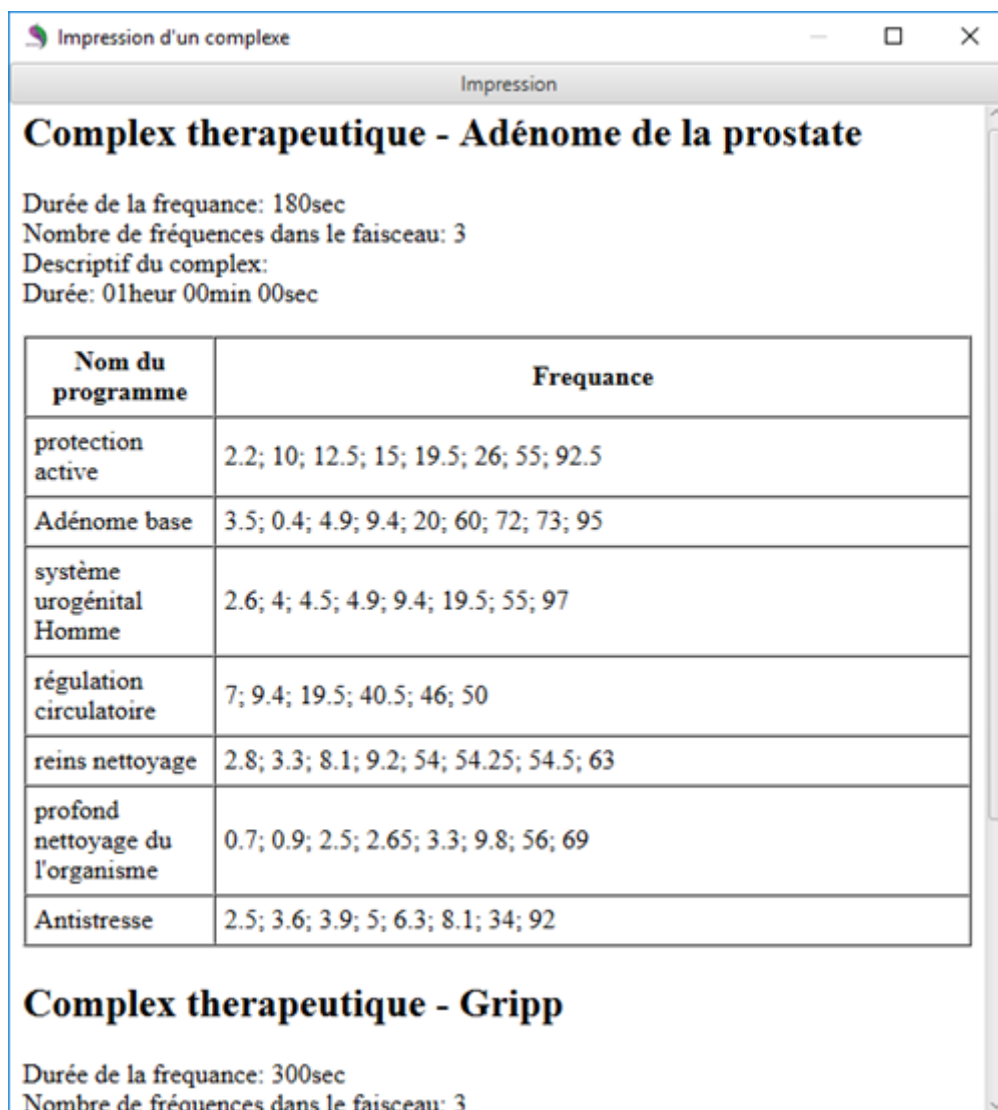 Impression d'un complexe
Impression
Complex therapeutique - Adénome de la prostate
Durée de la frequance: 180sec
Nombre de fréquences dans le faisceau: 3
Descriptif du complex:
Durée: 01heur 00min 00sec
Nom du
programme
Frequance
protection
active
2.2; 10; 12.5; 15; 19.5; 26; 55; 92.5
Adénome base
3.5; 0.4; 4.9; 9.4; 20; 60; 72; 73; 95
système
urogénital
Homme
2.6; 4; 4.5; 4.9; 9.4; 19.5; 55; 97
régulation
circulatoire
7; 9.4; 19.5; 40.5; 46; 50
reins nettoyage
2.8; 3.3; 8.1; 9.2; 54; 54.25; 54.5; 63
profond
nettoyage du
l'organisme
0.7; 0.9; 2.5; 2.65; 3.3; 9.8; 56; 69
Antistresse
2.5; 3.6; 3.9; 5; 6.3; 8.1; 34; 92
Complex therapeutique - Gripp
Durée de la frequance: 300sec
Nombre de fréquences dans le faisceau: 3